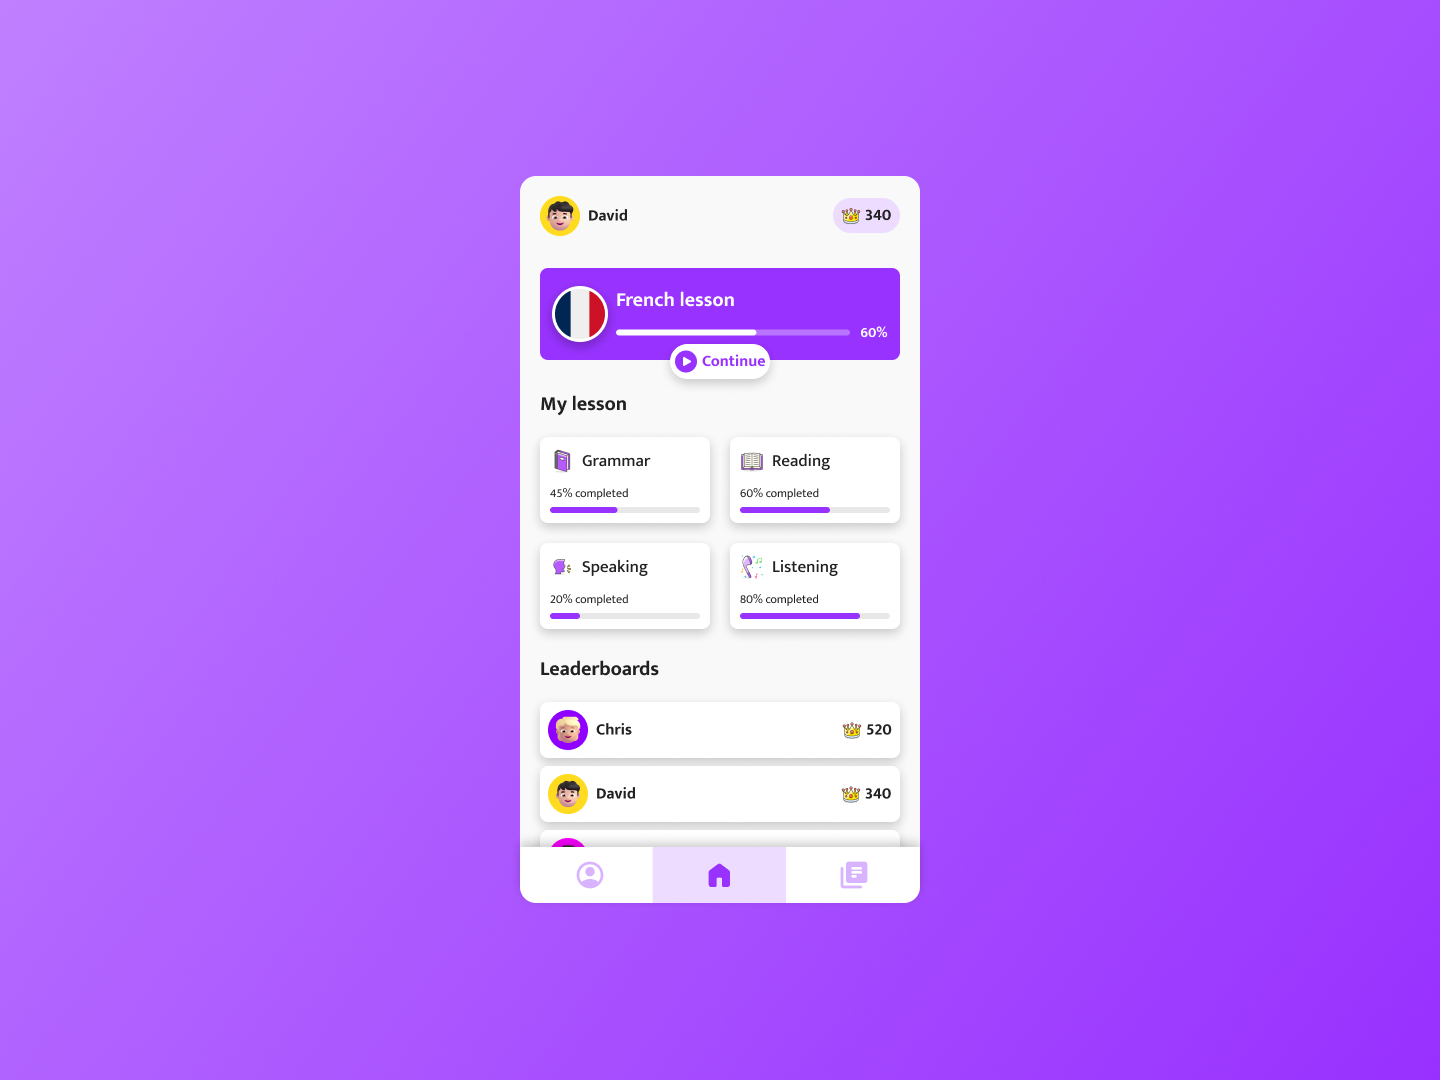 David
340
French lesson
60%
Continue
My lesson
Grammar
45% completed
Reading
60% completed
Speaking
20% completed
Listening
80% completed
Leaderboards
Chris
520
David
340